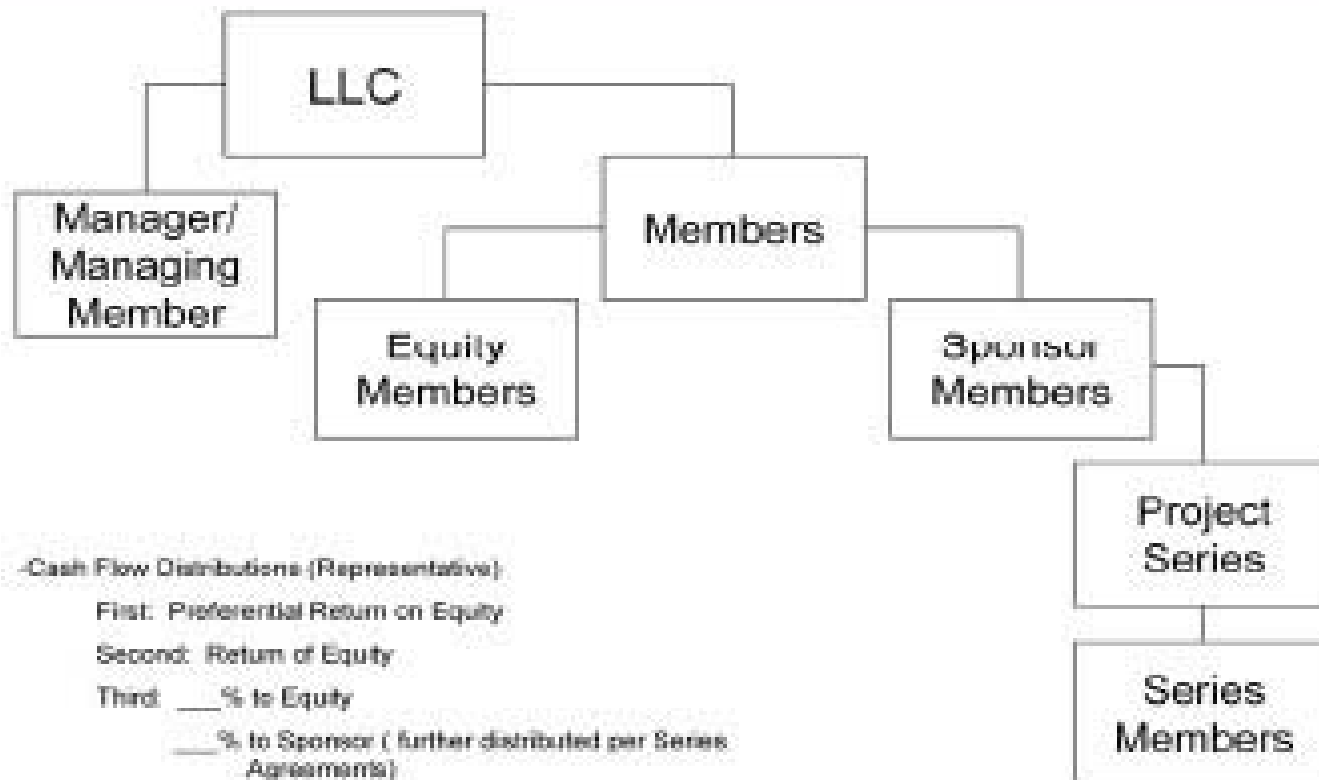 LLC
Manager/
Managing
Member
Members
Equity
Members
Sponsor
Members
Project
Series
Series
Members
-Cash Flow Distributions (Representative)
First: Preferential Return on Equity
Second: Return of Equity
Third: ___% to Equity
___% to Sponsor ( further distributed per Series
Agreements)